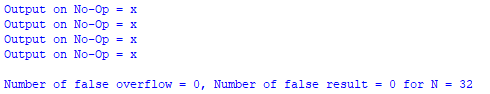 Output on No-Op = x
Output on No-Op = x
Output on No-Op = x
Output on No-Op = x
Number of false overflow = 0, Number of false result = 0 for N = 32